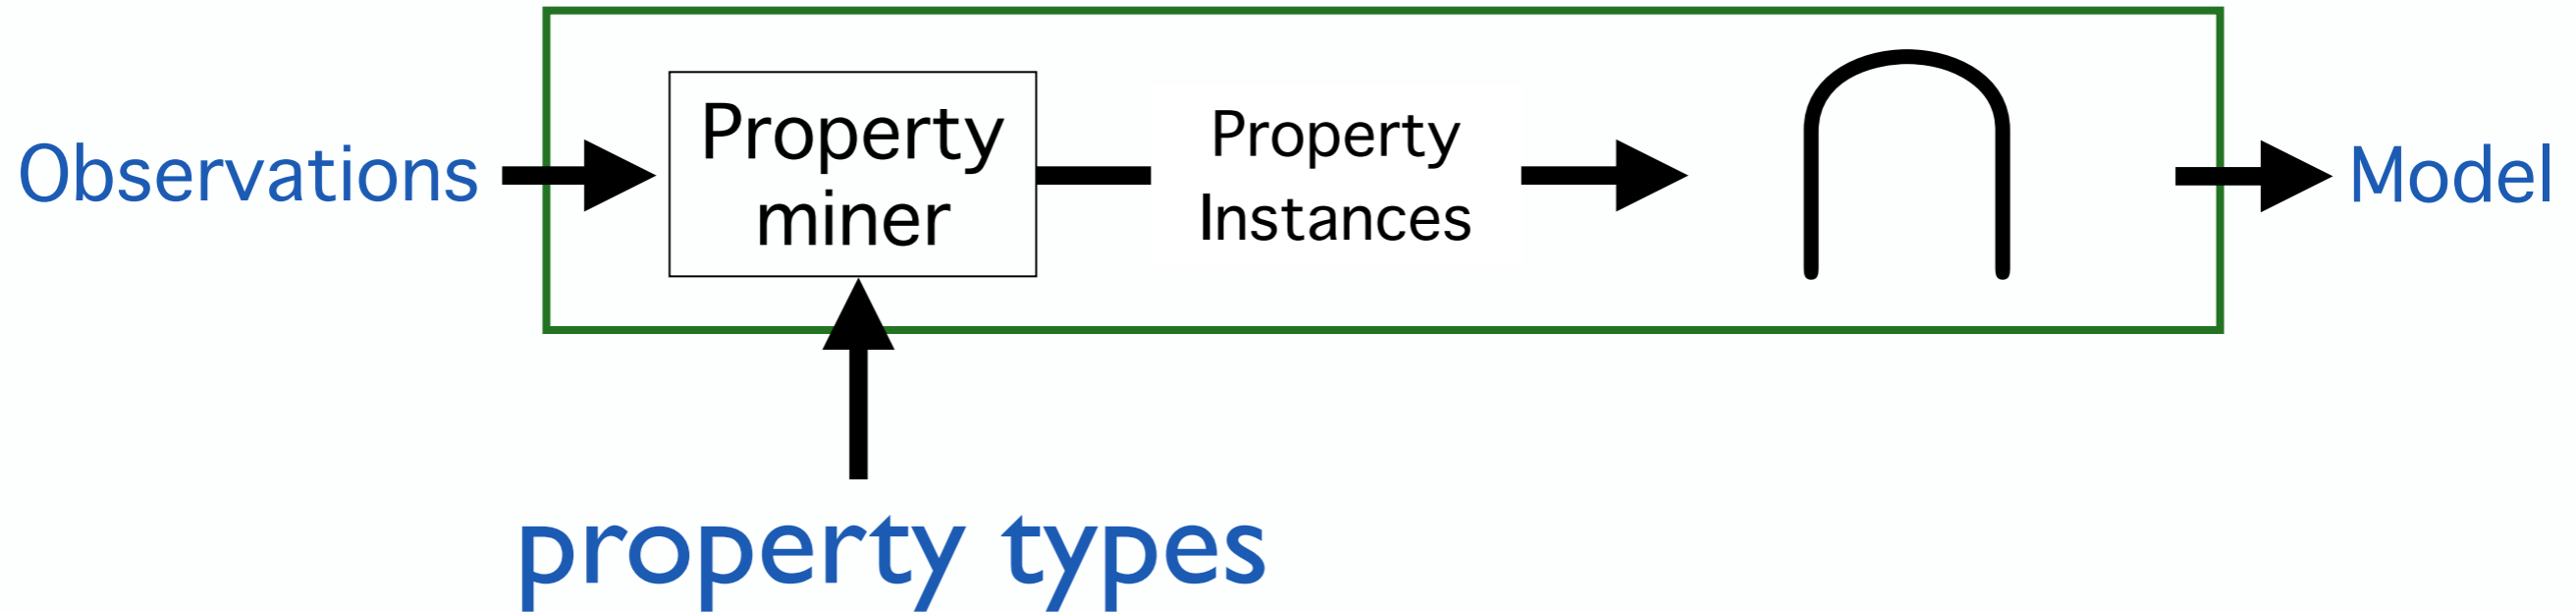 Observations
Property
miner
Property
Instances
∩
Model
property types